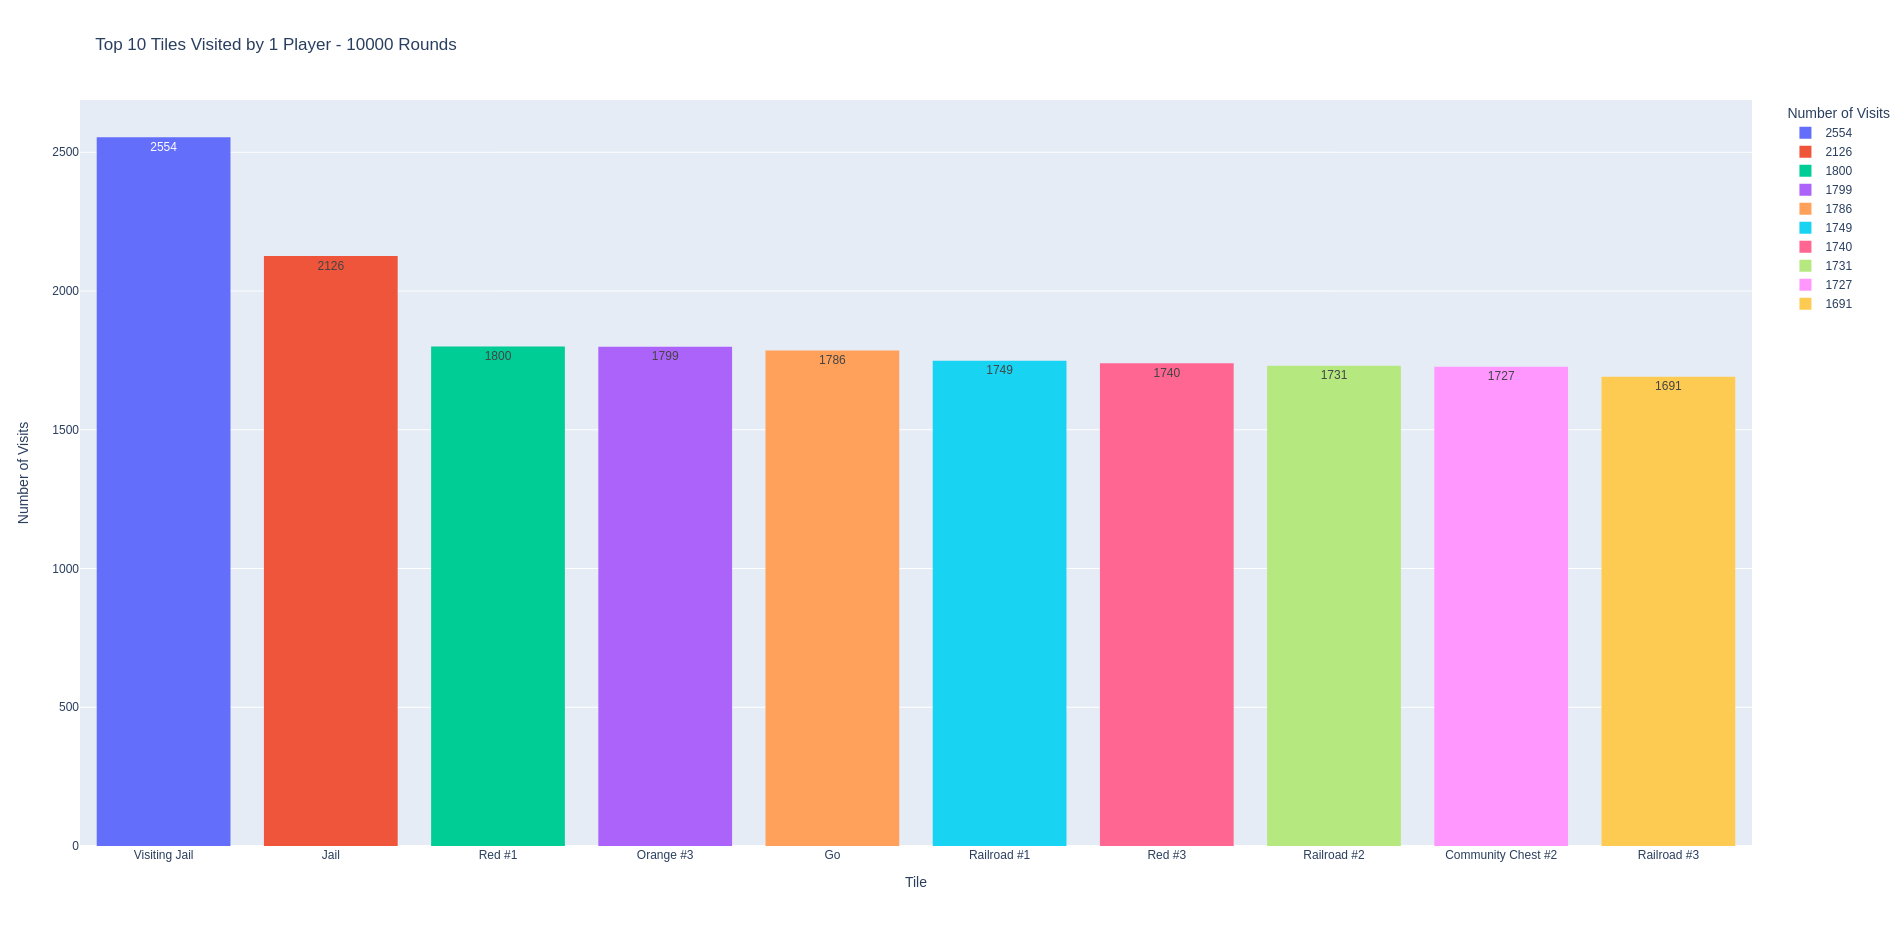 Top 10 Tiles Visited by 1 Player - 10000 Rounds
Number of Visits
2554
2126
1800
1799
1786
1749
1740
1731
1727
1691
2500
2000
1500
1000
500
0
Number of Visits
2554
2126
1800
1799
1786
1749
1740
1731
1727
1691
Visiting Jail
Jail
Red #1
Orange #3
Go
Railroad #1
Red #3
Railroad #2
Community Chest #2
Railroad #3
Tile